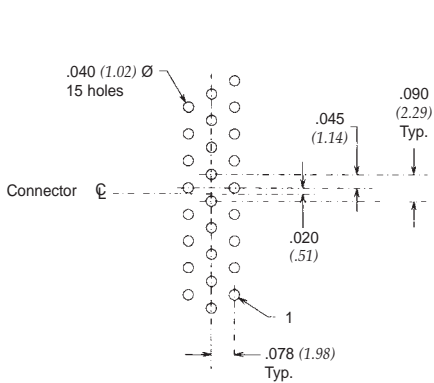 .040 (1.02) Ø
15 holes
.090
(2.29)
Typ.
.045
(1.14)
Connector ℄
.020
(.51)
1
.078 (1.98)
Typ.